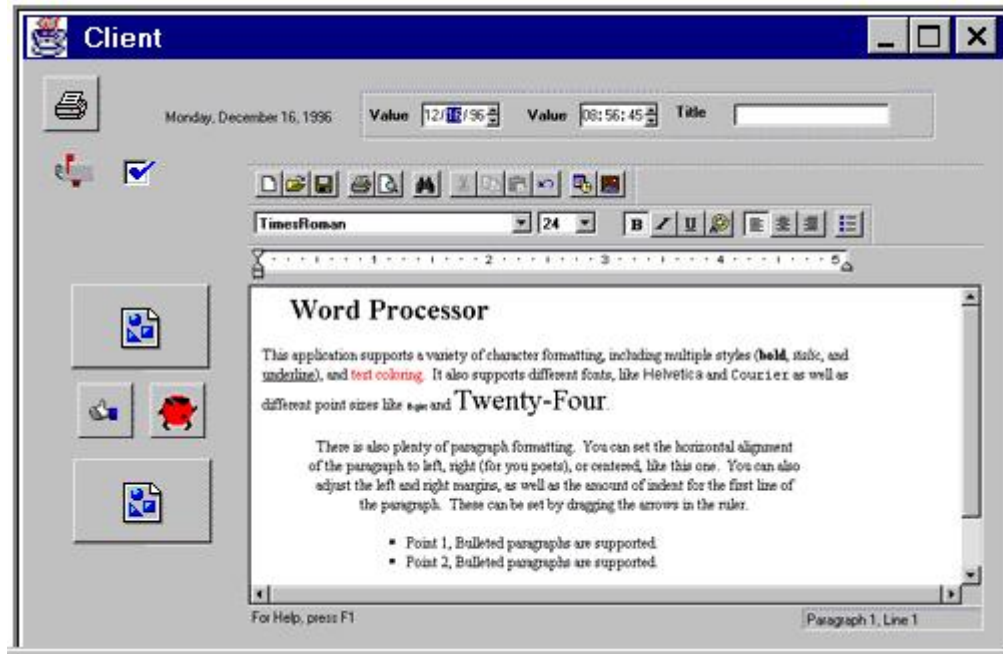 Client
Monday, December 16, 1996
Value 12/16/96 Value 08:56:45 Title
TimesRoman 24 B I U
1 2 3 4 5
Word Processor
This application supports a variety of character formatting, including multiple styles (bold, italic, and
underline), and text coloring. It also supports different fonts, like Helvetica and Courier as well as
different point sizes like Eight and Twenty-Four.
There is also plenty of paragraph formatting. You can set the horizontal alignment
of the paragraph to left, right (for you poets), or centered, like this one. You can also
adjust the left and right margins, as well as the amount of indent for the first line of
the paragraph. These can be set by dragging the arrows in the ruler.
▪ Point 1, Bulleted paragraphs are supported.
▪ Point 2, Bulleted paragraphs are supported.
For Help, press F1
Paragraph 1, Line 1